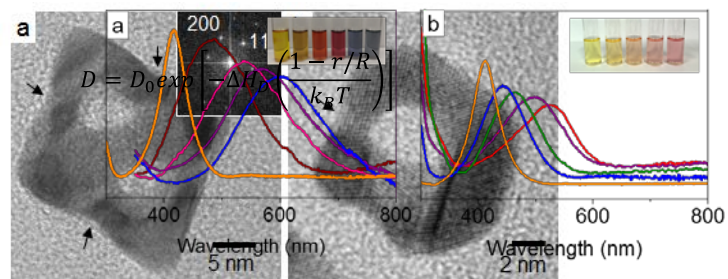 a
200
11
b
a
D = D₀exp[−ΔH_D((1 − r/R)/(k_BT))]
400
600
800
400
600
800
Wavelength (nm)
Wavelength (nm)
5 nm
2 nm